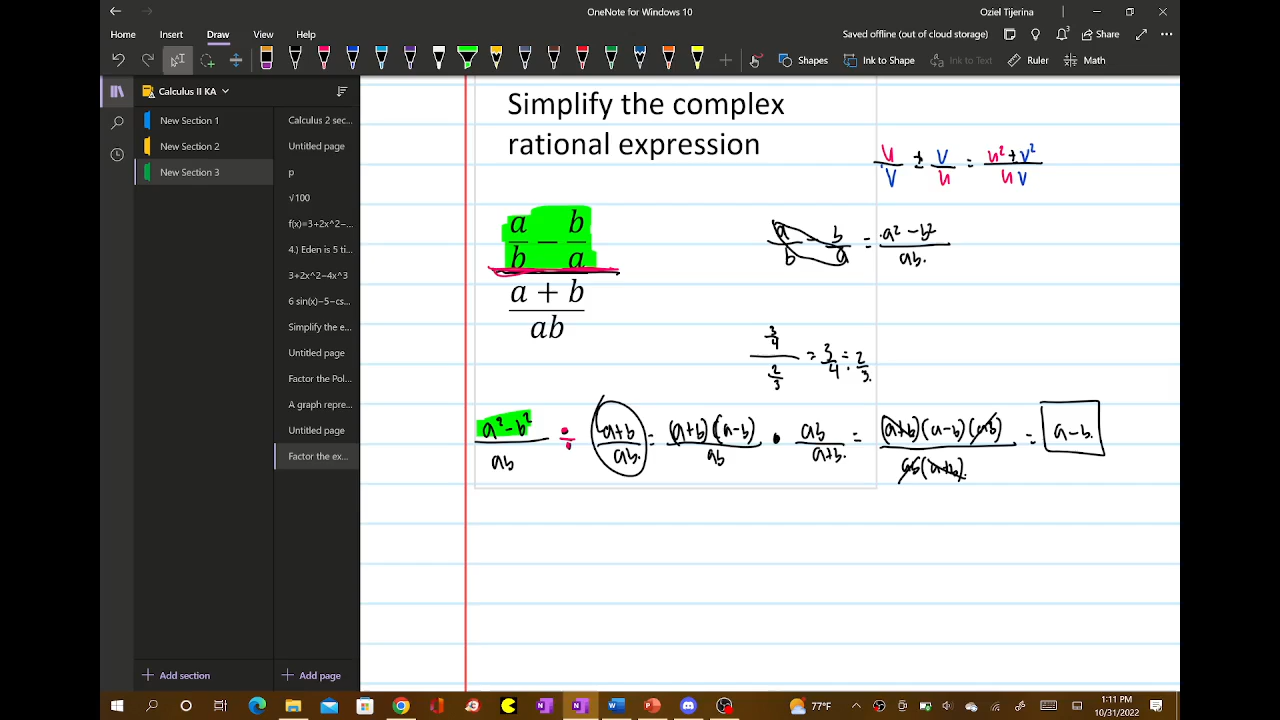 OneNote for Windows 10
Oziel Tijerina
Home Insert Draw View Help
Saved offline (out of cloud storage)
3
Share
Shapes
Ink to Shape
Ink to Text
Ruler
Math
Calculus II KA
New Section 1
New Section 2
New Section 3
Calculus 2 sec...
Untitled page
p
√100
f(x)=3+2x^2−...
4.) Eden is 5 ti...
3+2x^2−4x^3
6 sin(x)−5−cs...
Simplify the e...
Untitled page
Factor the Pol...
A graph repre...
Untitled page
Factor the ex...
Add section
Add page
Simplify the complex
rational expression
u/v ± v/u = u²+v²/uv
a/b − b/a
a+b/ab
a/b − b/a = a²−b²/ab.
3/4 / 2/3 = 3/4 ÷ 2/3.
a²−b²/ab ÷ a+b/ab. = (a+b)(a−b)/ab • ab/a+b. = (a+b)(a−b)(ab)/ab(a+b). = a−b.
77°F
1:11 PM
10/31/2022